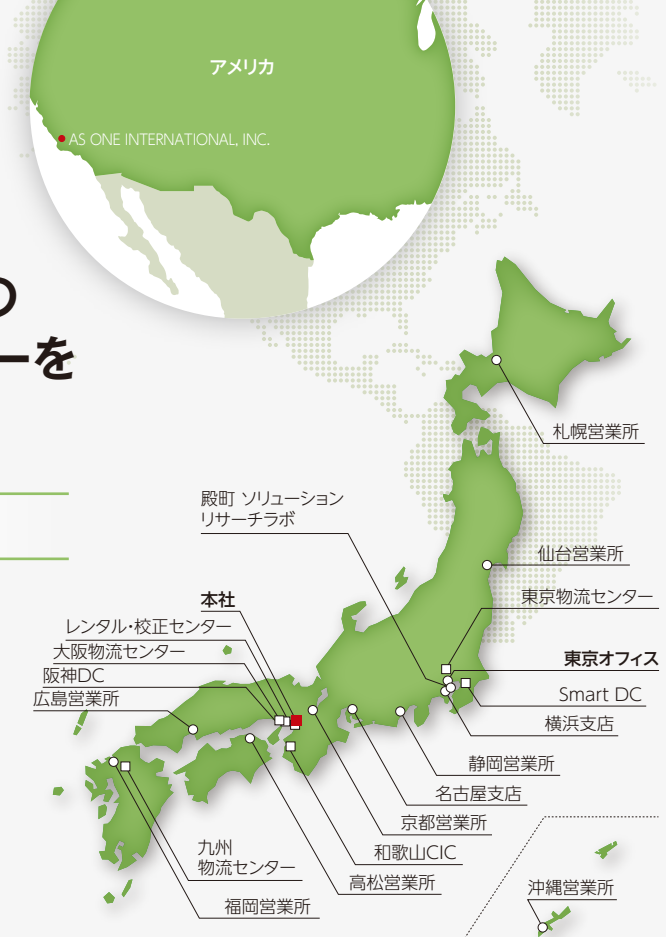 アメリカ
AS ONE INTERNATIONAL, INC.
の
ーを
札幌営業所
殿町 ソリューション
リサーチラボ
仙台営業所
東京物流センター
本社
レンタル・校正センター
大阪物流センター
阪神DC
広島営業所
東京オフィス
Smart DC
横浜支店
静岡営業所
名古屋支店
京都営業所
和歌山CIC
高松営業所
九州
物流センター
福岡営業所
沖縄営業所